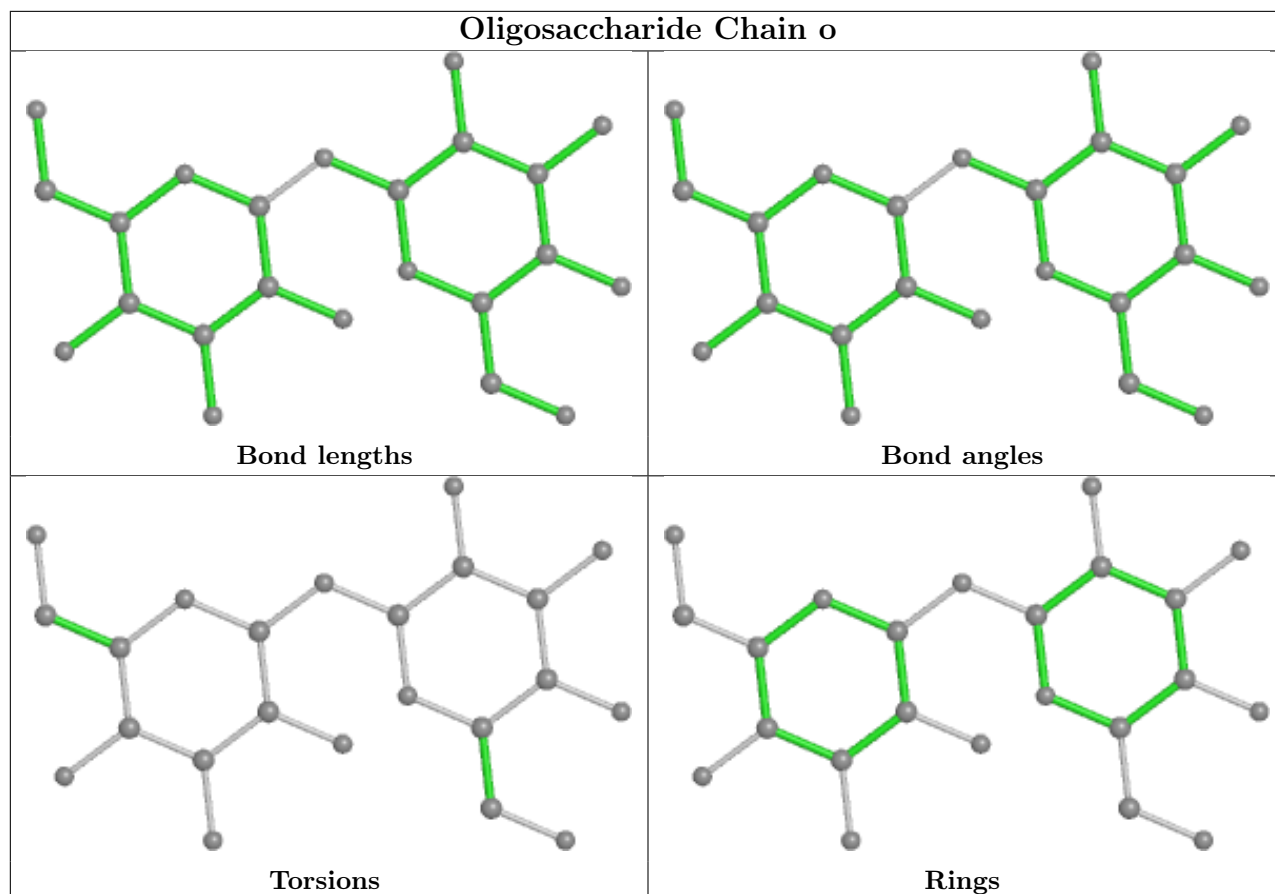 Oligosaccharide Chain o
Bond lengths
Bond angles
Torsions
Rings